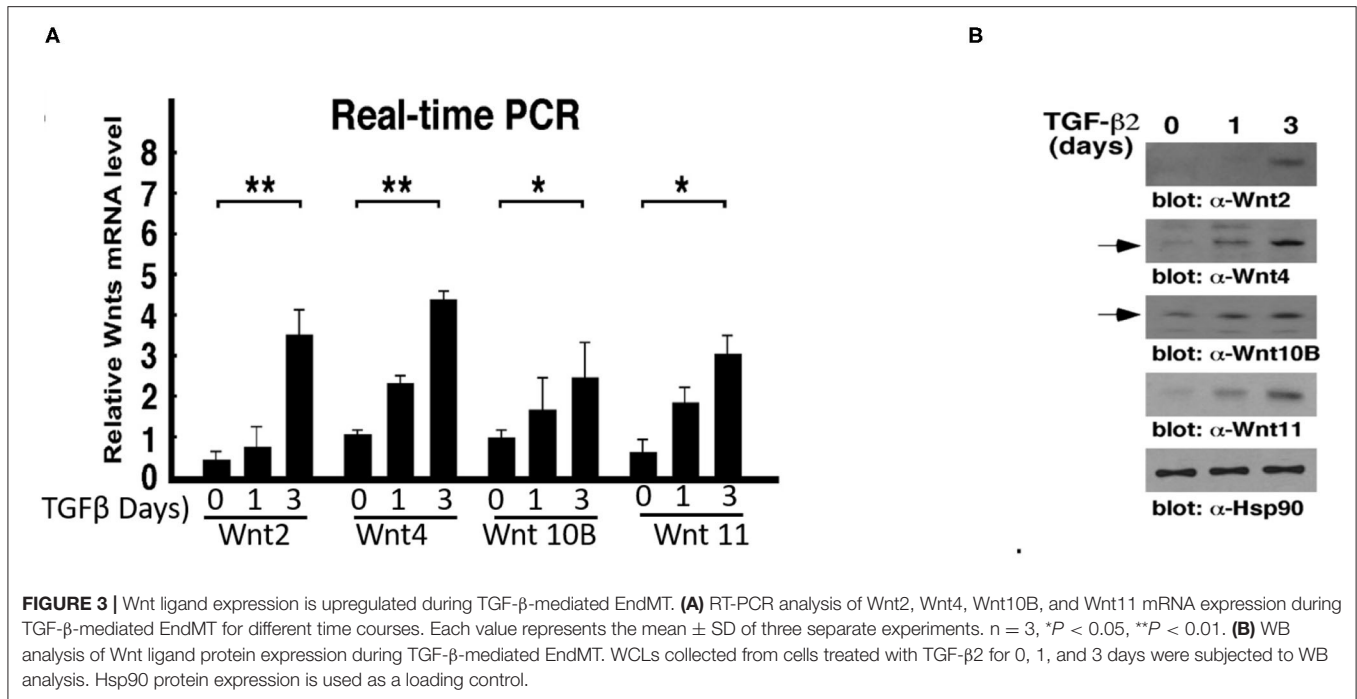 A
B
Real-time PCR
Relative Wnts mRNA level
8
7
6
5
4
3
2
1
0
** ** * *
TGFβ Days) 0 1 3 0 1 3 0 1 3 0 1 3
Wnt2 Wnt4 Wnt 10B Wnt 11
TGF-β2 0 1 3
(days)
blot: α-Wnt2
blot: α-Wnt4
blot: α-Wnt10B
blot: α-Wnt11
blot: α-Hsp90
FIGURE 3 | Wnt ligand expression is upregulated during TGF-β-mediated EndMT. (A) RT-PCR analysis of Wnt2, Wnt4, Wnt10B, and Wnt11 mRNA expression during
TGF-β-mediated EndMT for different time courses. Each value represents the mean ± SD of three separate experiments. n = 3, *P < 0.05, **P < 0.01. (B) WB
analysis of Wnt ligand protein expression during TGF-β-mediated EndMT. WCLs collected from cells treated with TGF-β2 for 0, 1, and 3 days were subjected to WB
analysis. Hsp90 protein expression is used as a loading control.